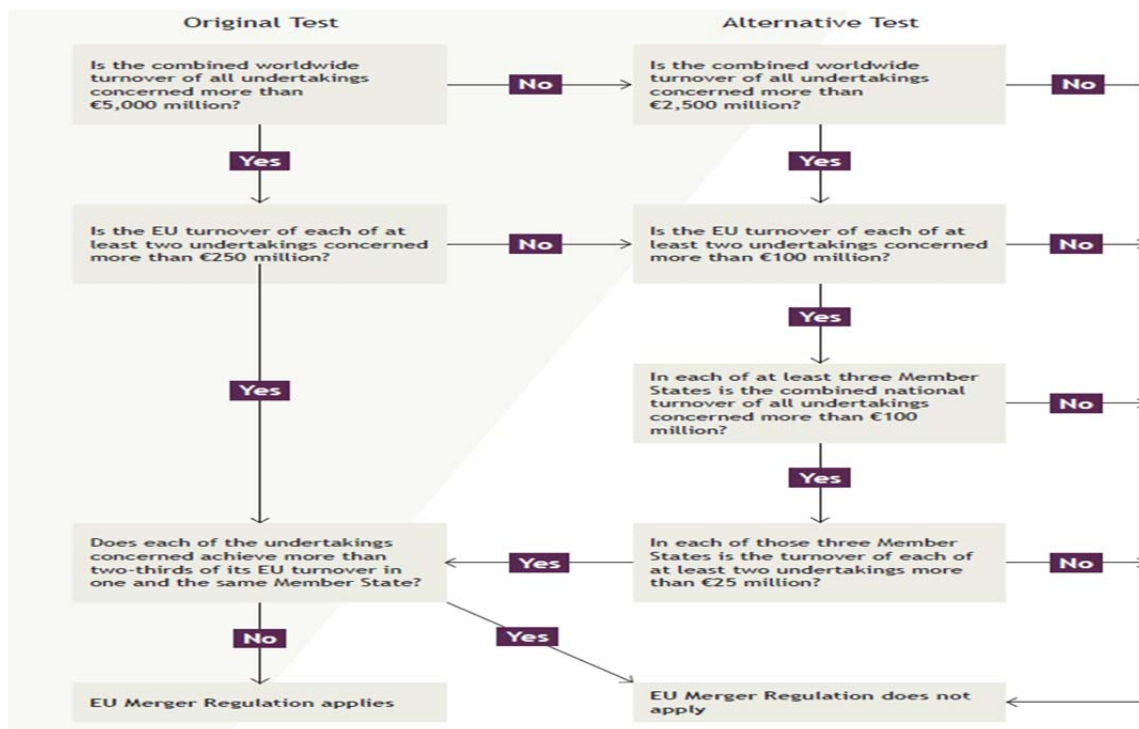 Original Test
Alternative Test
Is the combined worldwide
turnover of all undertakings
concerned more than
€5,000 million?
No
Is the combined worldwide
turnover of all undertakings
concerned more than
€2,500 million?
No
Yes
Yes
Is the EU turnover of each of at
least two undertakings concerned
more than €250 million?
No
Is the EU turnover of each of at
least two undertakings concerned
more than €100 million?
No
Yes
Yes
In each of at least three Member
States is the combined national
turnover of all undertakings
concerned more than €100
million?
No
Yes
Does each of the undertakings
concerned achieve more than
two-thirds of its EU turnover in
one and the same Member State?
Yes
In each of those three Member
States is the turnover of each of
at least two undertakings more
than €25 million?
No
No
Yes
EU Merger Regulation applies
EU Merger Regulation does not
apply